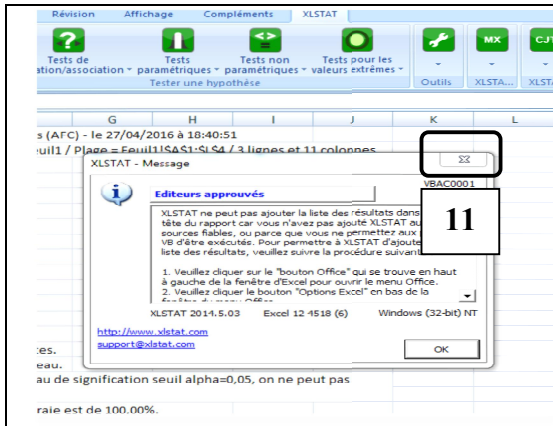 Révision Affichage Compléments XLSTAT
Tests de Tests Tests non Tests pour les
ation/association paramétriques paramétriques valeurs extrêmes
MX CJT
Tester une hypothèse Outils XLSTA... XLST
G H I J K L
s (AFC) - le 27/04/2016 à 18:40:51
euil1 / Plage = Feuil1!$A$1:$L$4 / 3 lignes et 11 colonnes
XLSTAT - Message
VBAC0001
Editeurs approuvés
11
XLSTAT ne peut pas ajouter la liste des résultats dans
tête du rapport car vous n'avez pas ajouté XLSTAT au
sources fiables, ou parce que vous ne permettez aux
VB d'être exécutés. Pour permettre à XLSTAT d'ajoute
liste des résultats, veuillez suivre la procédure suivan
1. Veuillez cliquer sur le "bouton Office" qui se trouve en haut
à gauche de la fenêtre d'Excel pour ouvrir le menu Office.
2. Veuillez cliquer le bouton "Options Excel" en bas de la
fenêtre du menu Office
XLSTAT 2014.5.03 Excel 12 4518 (6) Windows (32-bit) NT
http://www.xlstat.com
support@xlstat.com
OK
es.
eau.
au de signification seuil alpha=0,05, on ne peut pas
raie est de 100,00%.